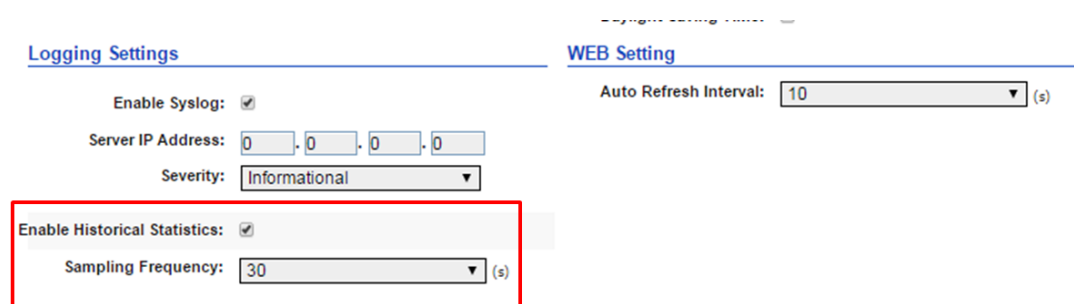 Logging Settings
Enable Syslog:
Server IP Address: 0 . 0 . 0 . 0
Severity: Informational
Enable Historical Statistics:
Sampling Frequency: 30 (s)
WEB Setting
Auto Refresh Interval: 10 (s)